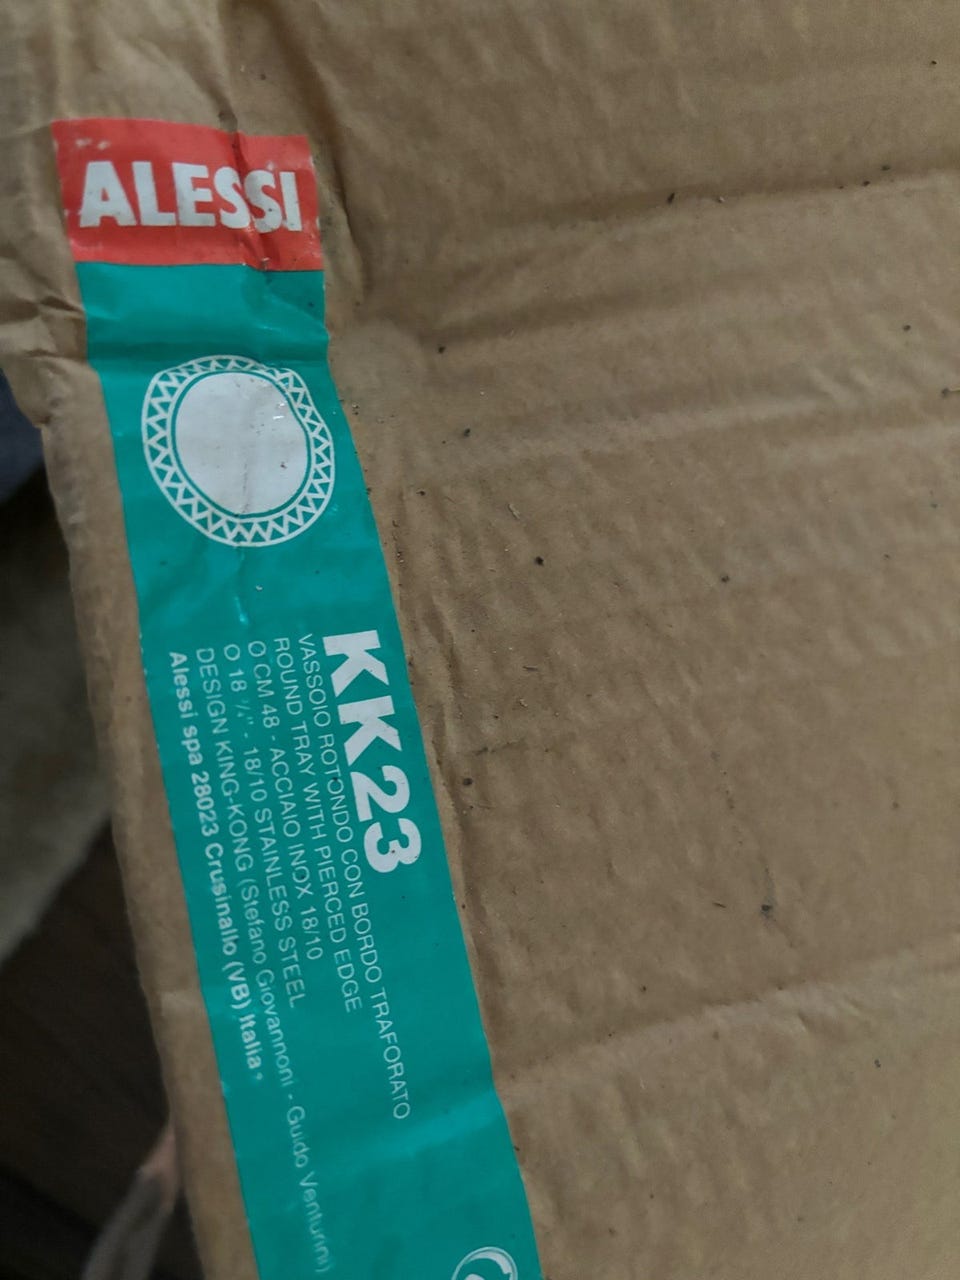 ALESSI
KK23
VASSOIO ROTONDO CON BORDO TRAFORATO
ROUND TRAY WITH PIERCED EDGE
O CM 48 - ACCIAIO INOX 18/10
O 18 - 18/10 STAINLESS STEEL
DESIGN KING-KONG (Stefano Giovannoni - Guido Venturini)
Alessi spa 28023 Crusinallo (VB) Italia